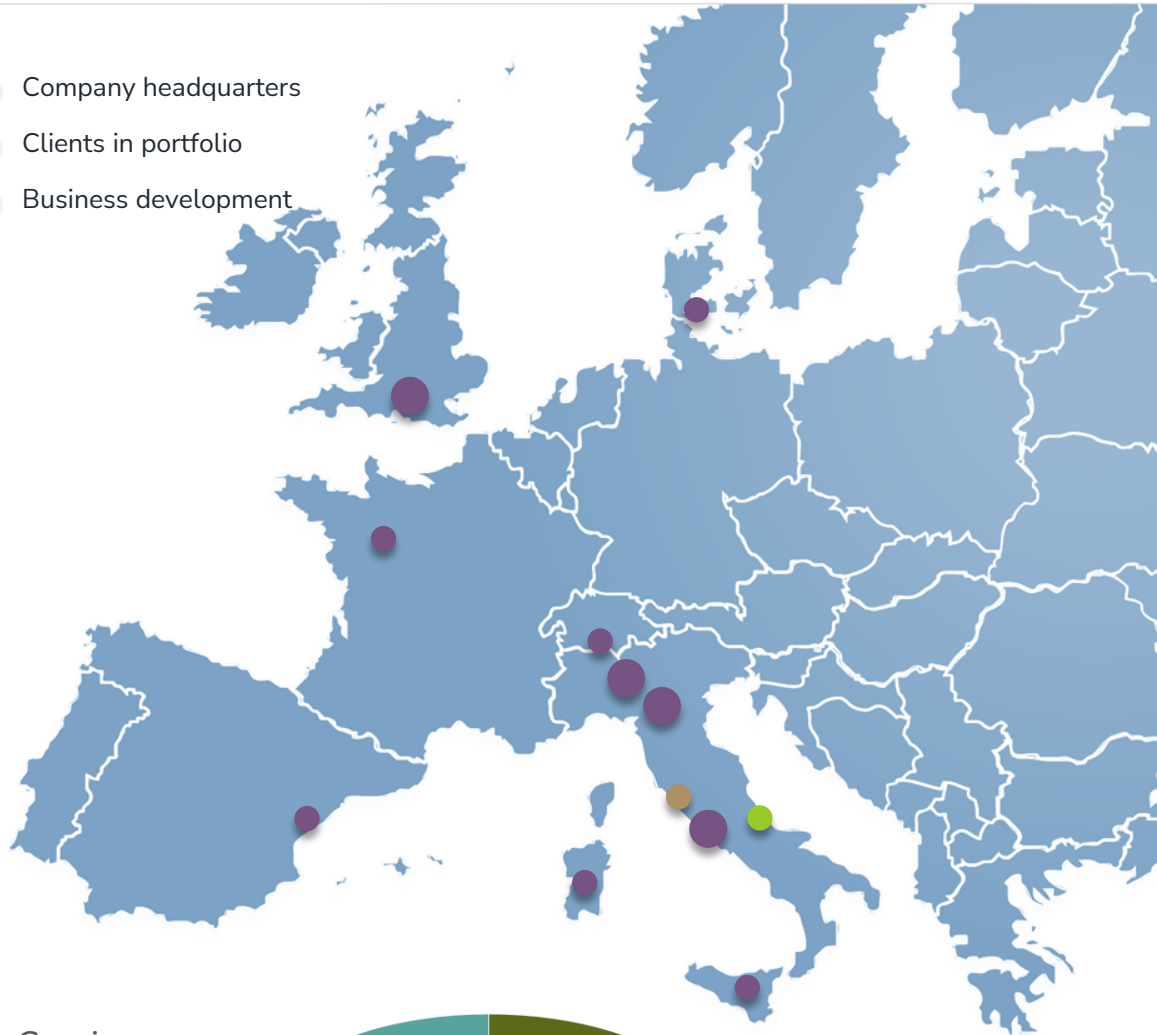 Company headquarters
Clients in portfolio
Business development